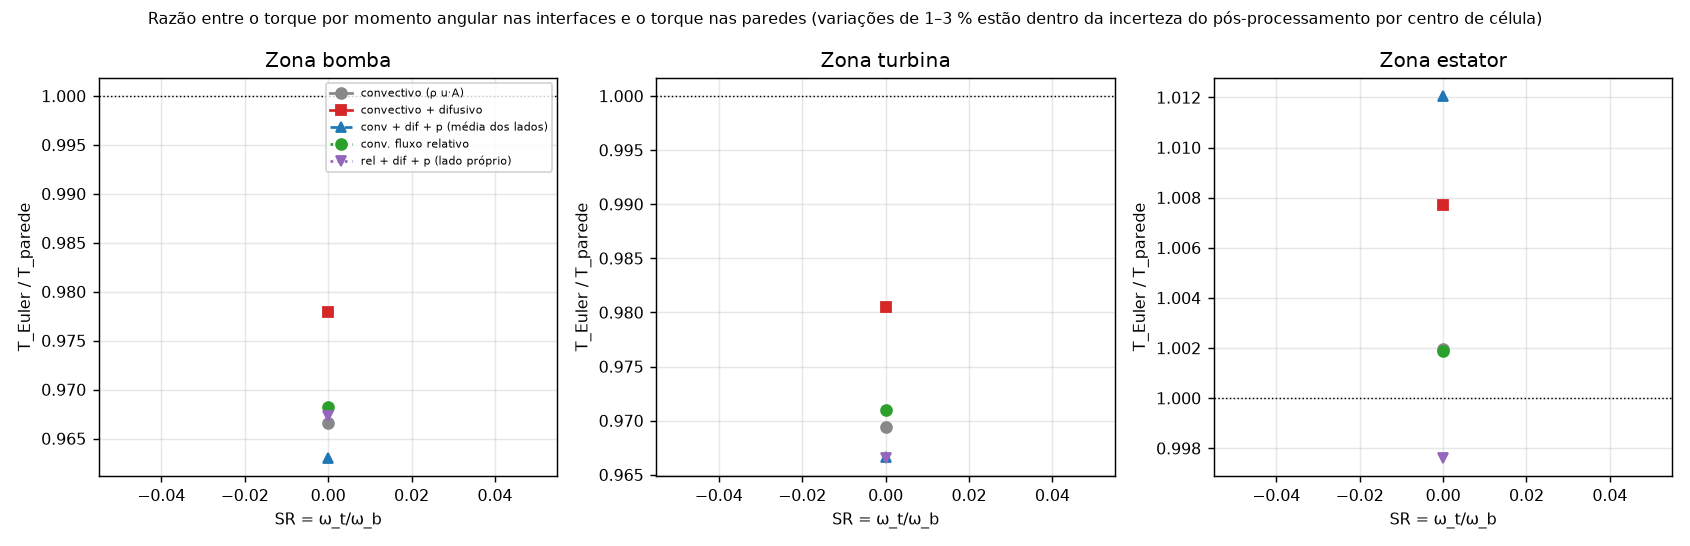 Razão entre o torque por momento angular nas interfaces e o torque nas paredes (variações de 1–3 % estão dentro da incerteza do pós-processamento por centro de célula)
Zona bomba
T_Euler / T_parede
1.000
0.995
0.990
0.985
0.980
0.975
0.970
0.965
convectivo (ρ u·A)
convectivo + difusivo
conv + dif + p (média dos lados)
conv. fluxo relativo
rel + dif + p (lado próprio)
−0.04 −0.02 0.00 0.02 0.04
SR = ω_t/ω_b
Zona turbina
T_Euler / T_parede
1.000
0.995
0.990
0.985
0.980
0.975
0.970
0.965
−0.04 −0.02 0.00 0.02 0.04
SR = ω_t/ω_b
Zona estator
T_Euler / T_parede
1.012
1.010
1.008
1.006
1.004
1.002
1.000
0.998
−0.04 −0.02 0.00 0.02 0.04
SR = ω_t/ω_b